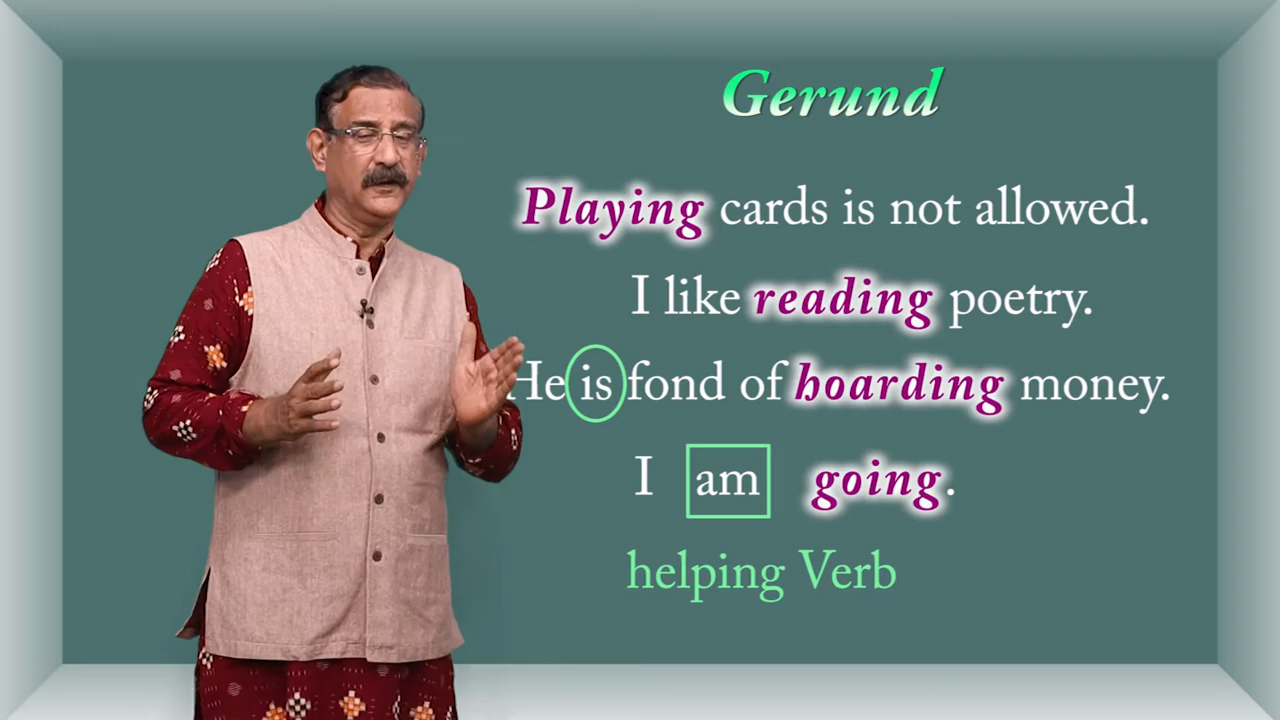 Gerund
Playing cards is not allowed.
I like reading poetry.
He is fond of hoarding money.
I am going.
helping Verb